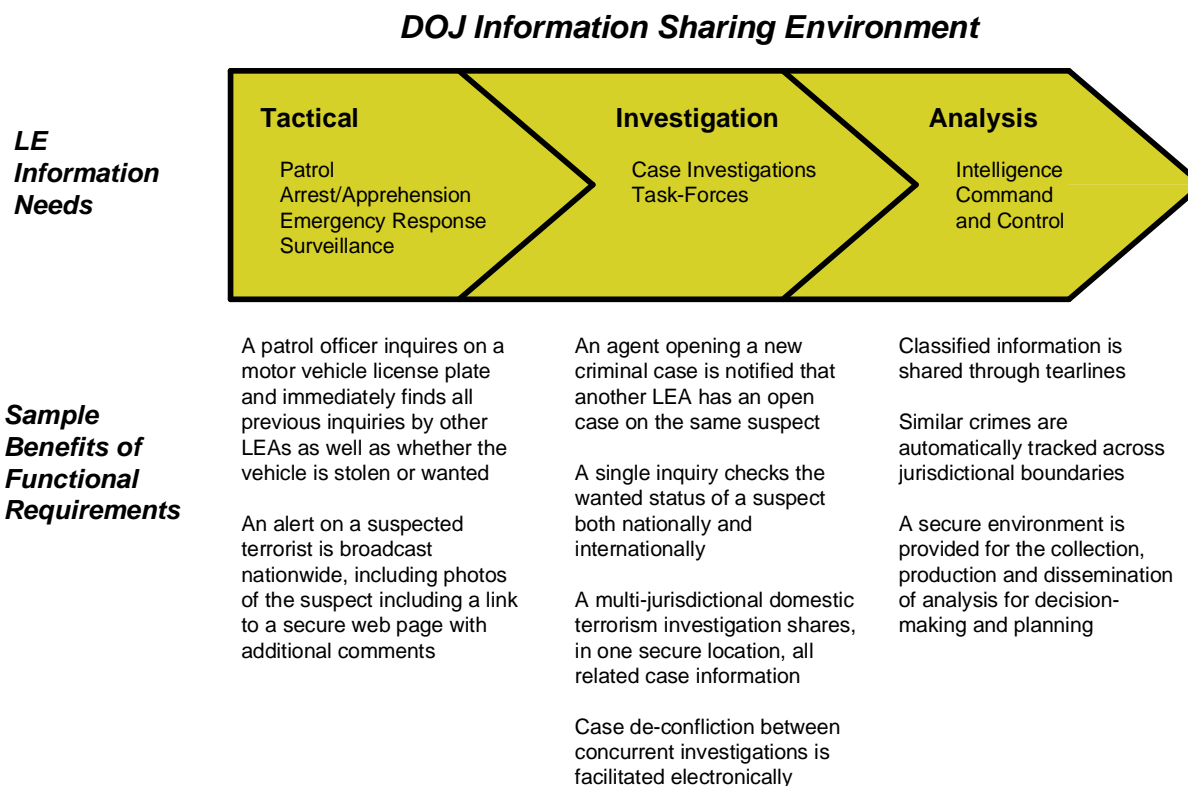 DOJ Information Sharing Environment
LE
Information
Needs
Tactical
Patrol
Arrest/Apprehension
Emergency Response
Surveillance
Investigation
Case Investigations
Task-Forces
Analysis
Intelligence
Command
and Control
Sample
Benefits of
Functional
Requirements
A patrol officer inquires on a
motor vehicle license plate
and immediately finds all
previous inquiries by other
LEAs as well as whether the
vehicle is stolen or wanted
An alert on a suspected
terrorist is broadcast
nationwide, including photos
of the suspect including a link
to a secure web page with
additional comments
An agent opening a new
criminal case is notified that
another LEA has an open
case on the same suspect
A single inquiry checks the
wanted status of a suspect
both nationally and
internationally
A multi-jurisdictional domestic
terrorism investigation shares,
in one secure location, all
related case information
Case de-confliction between
concurrent investigations is
facilitated electronically
Classified information is
shared through tearlines
Similar crimes are
automatically tracked across
jurisdictional boundaries
A secure environment is
provided for the collection,
production and dissemination
of analysis for decision-
making and planning